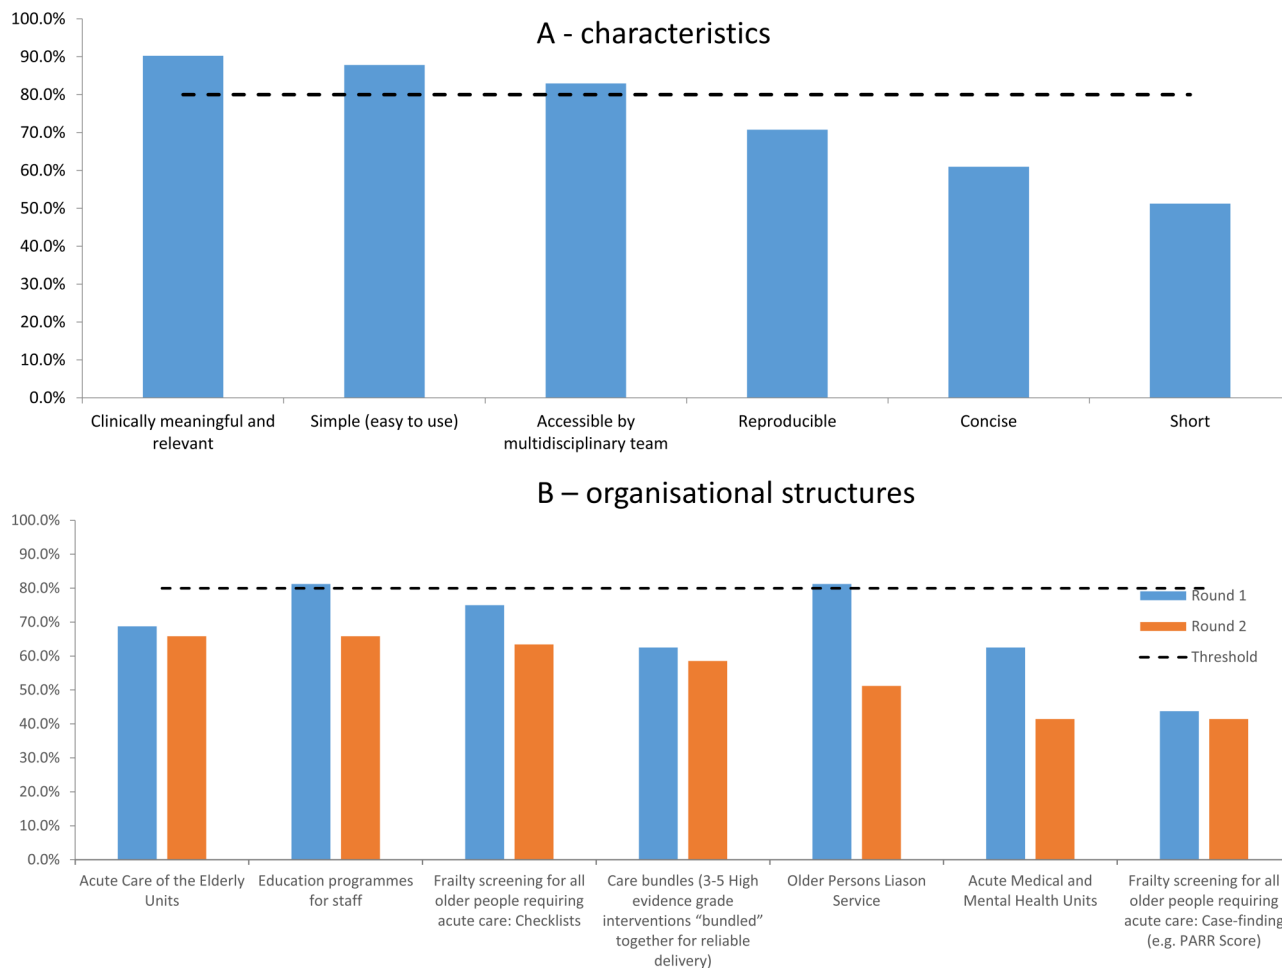 A - characteristics
100.0%
90.0%
80.0%
70.0%
60.0%
50.0%
40.0%
30.0%
20.0%
10.0%
0.0%
Clinically meaningful and
relevant
Simple (easy to use)
Accessible by
multidisciplinary team
Reproducible
Concise
Short
B – organisational structures
100.0%
90.0%
80.0%
70.0%
60.0%
50.0%
40.0%
30.0%
20.0%
10.0%
0.0%
Round 1
Round 2
Threshold
Acute Care of the Elderly
Units
Education programmes
for staff
Frailty screening for all
older people requiring
acute care: Checklists
Care bundles (3-5 High
evidence grade
interventions “bundled”
together for reliable
delivery)
Older Persons Liason
Service
Acute Medical and
Mental Health Units
Frailty screening for all
older people requiring
acute care: Case-finding
(e.g. PARR Score)